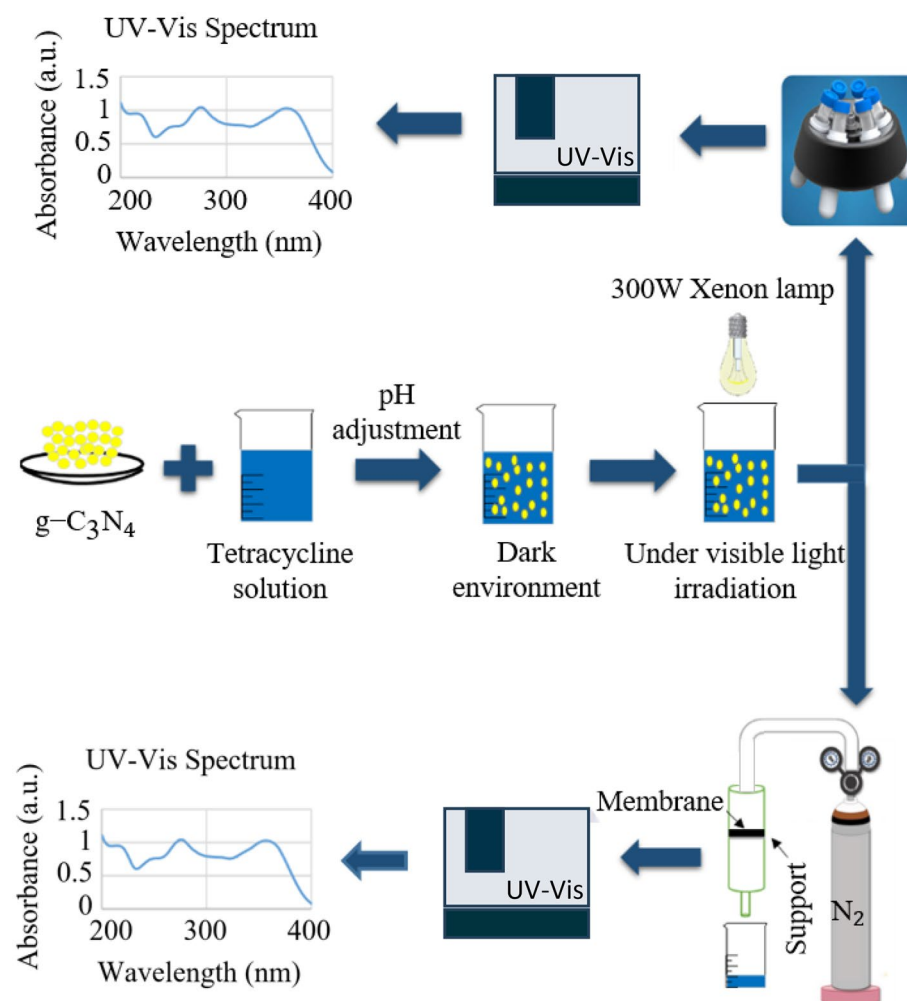 UV-Vis Spectrum
Absorbance (a.u.)
1.5
1
0.5
0
200
300
400
Wavelength (nm)
UV-Vis
300W Xenon lamp
pH
adjustment
g–C₃N₄
Tetracycline
solution
Dark
environment
Under visible light
irradiation
UV-Vis Spectrum
Absorbance (a.u.)
1.5
1
0.5
0
200
300
400
Wavelength (nm)
UV-Vis
Membrane
Support
N₂